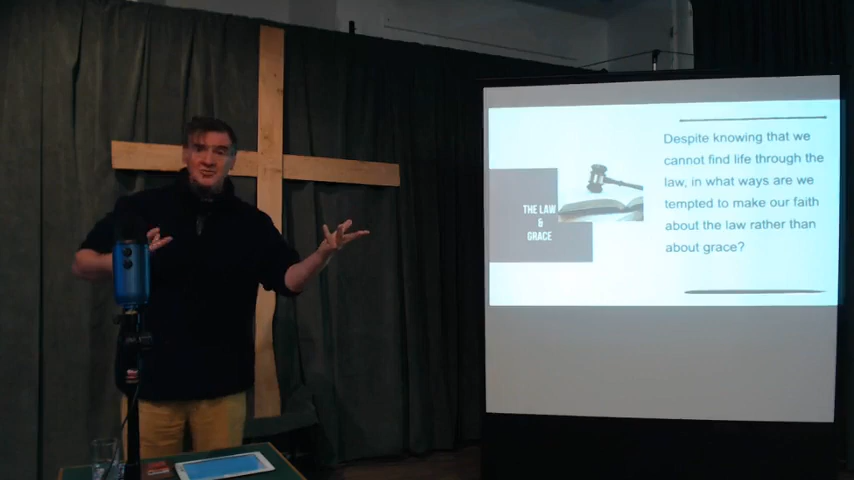 THE LAW
&
GRACE
Despite knowing that we
cannot find life through the
law, in what ways are we
tempted to make our faith
about the law rather than
about grace?